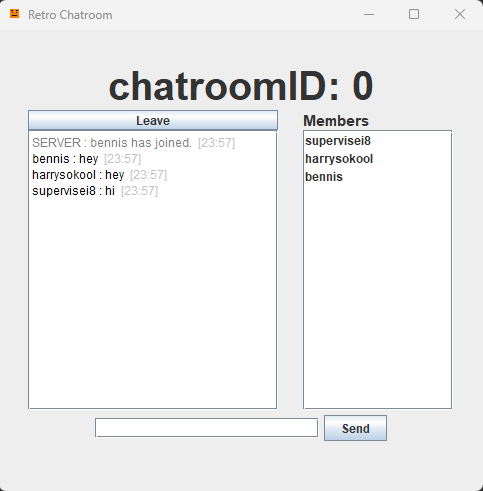 Retro Chatroom
chatroomID: 0
Leave
SERVER : bennis has joined. [23:57]
bennis : hey [23:57]
harrysokool : hey [23:57]
supervisei8 : hi [23:57]
Members
supervisei8
harrysokool
bennis
Send